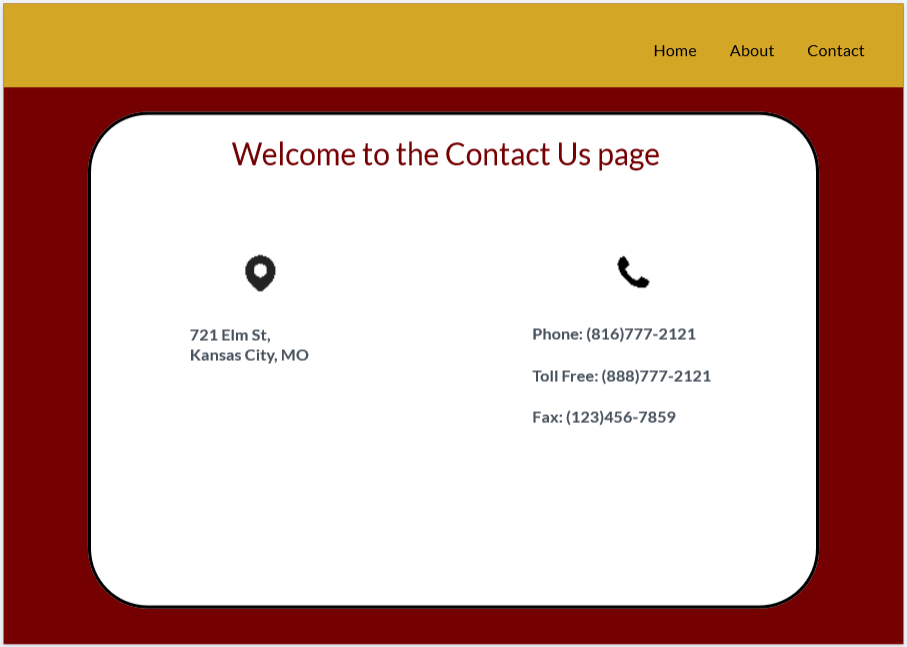 Home About Contact
Welcome to the Contact Us page
721 Elm St,
Kansas City, MO
Phone: (816)777-2121
Toll Free: (888)777-2121
Fax: (123)456-7859